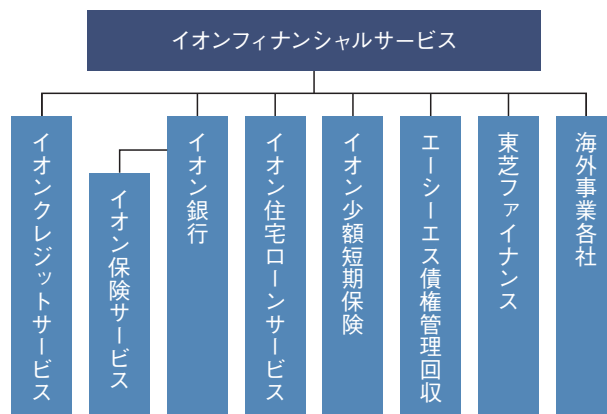 イオンフィナンシャルサービス
イオンクレジットサービス
イオン保険サービス
イオン銀行
イオン住宅ローンサービス
イオン少額短期保険
エーシーエス債権管理回収
東芝ファイナンス
海外事業各社